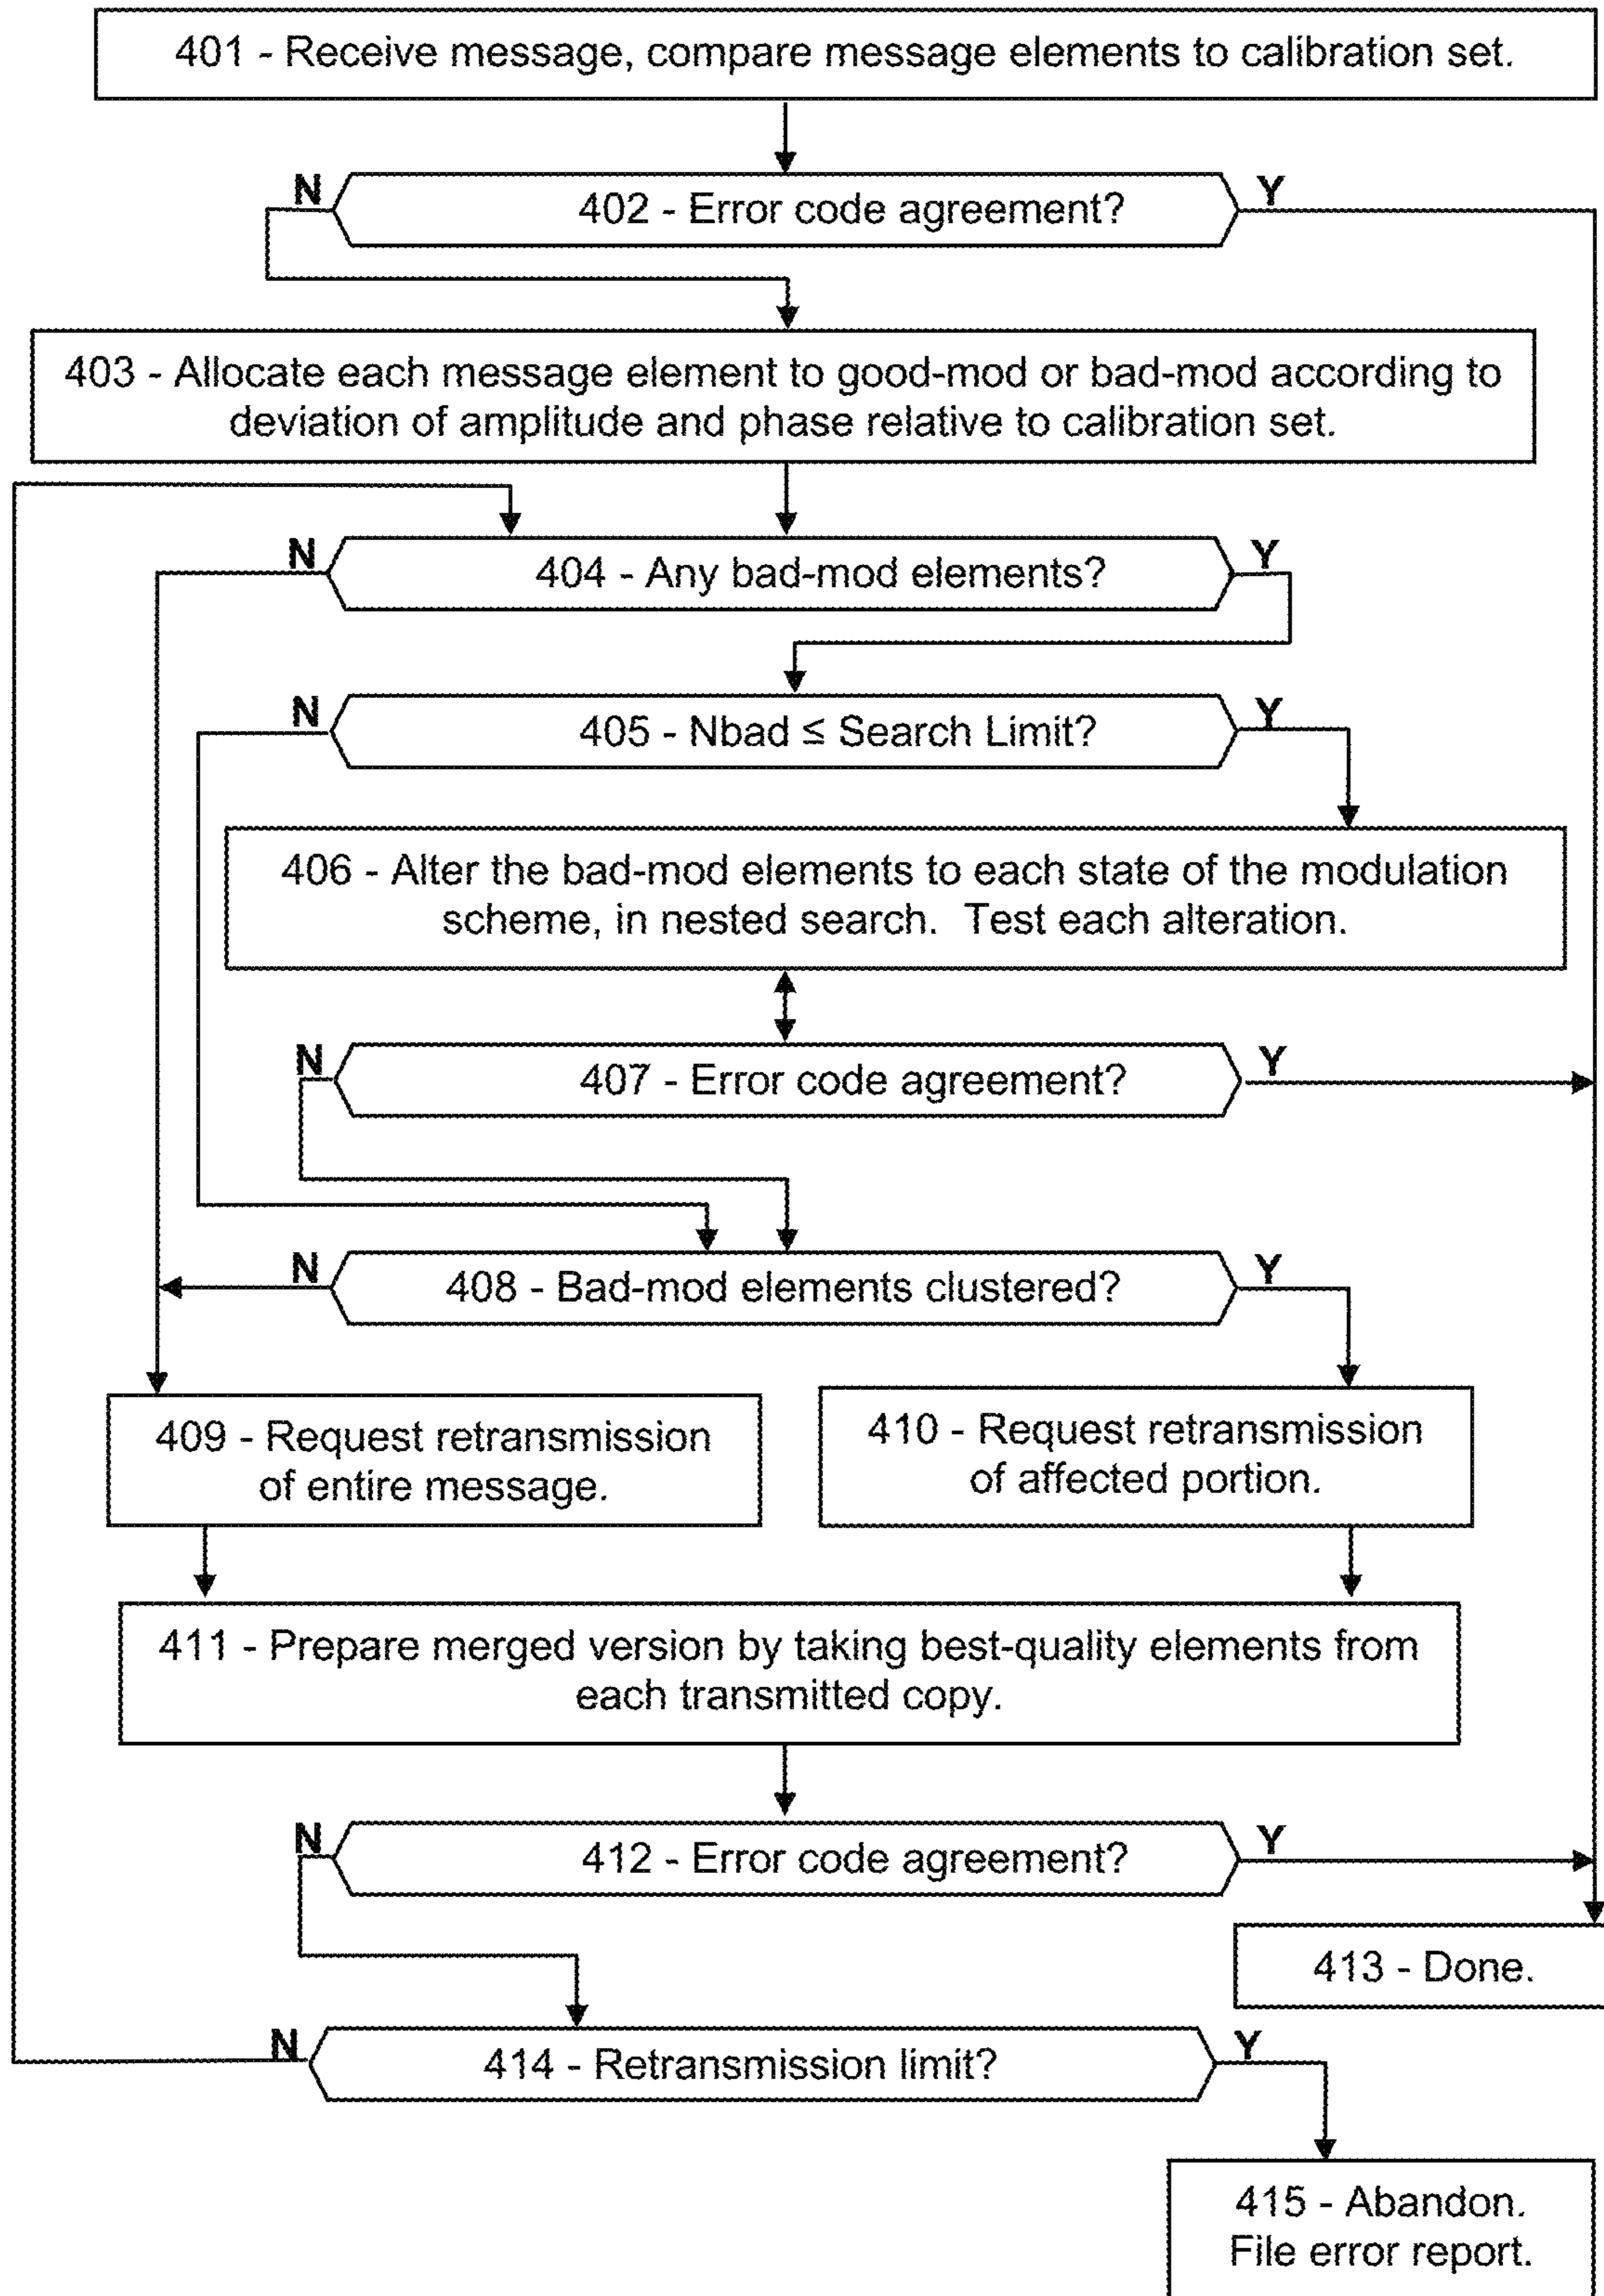 401 - Receive message, compare message elements to calibration set.
N
402 - Error code agreement?
Y
403 - Allocate each message element to good-mod or bad-mod according to
deviation of amplitude and phase relative to calibration set.
N
404 - Any bad-mod elements?
Y
N
405 - Nbad ≤ Search Limit?
Y
406 - Alter the bad-mod elements to each state of the modulation
scheme, in nested search.  Test each alteration.
N
407 - Error code agreement?
Y
N
408 - Bad-mod elements clustered?
Y
409 - Request retransmission
of entire message.
410 - Request retransmission
of affected portion.
411 - Prepare merged version by taking best-quality elements from
each transmitted copy.
N
412 - Error code agreement?
Y
413 - Done.
N
414 - Retransmission limit?
Y
415 - Abandon.
File error report.